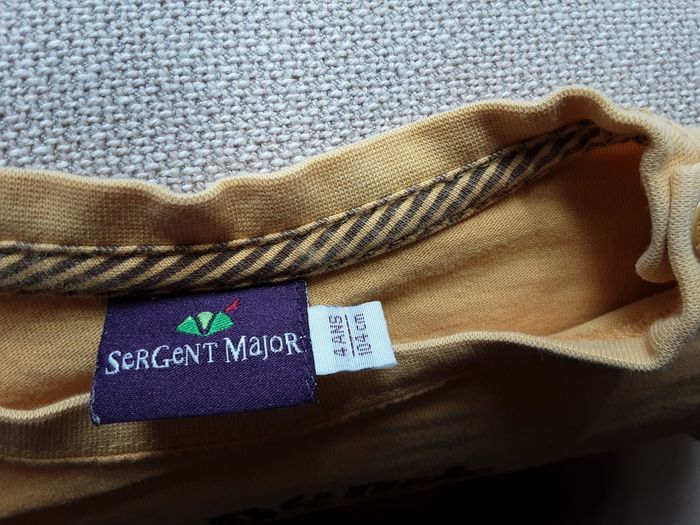 SeRGeNT MajoR
4 ANS
104 cm